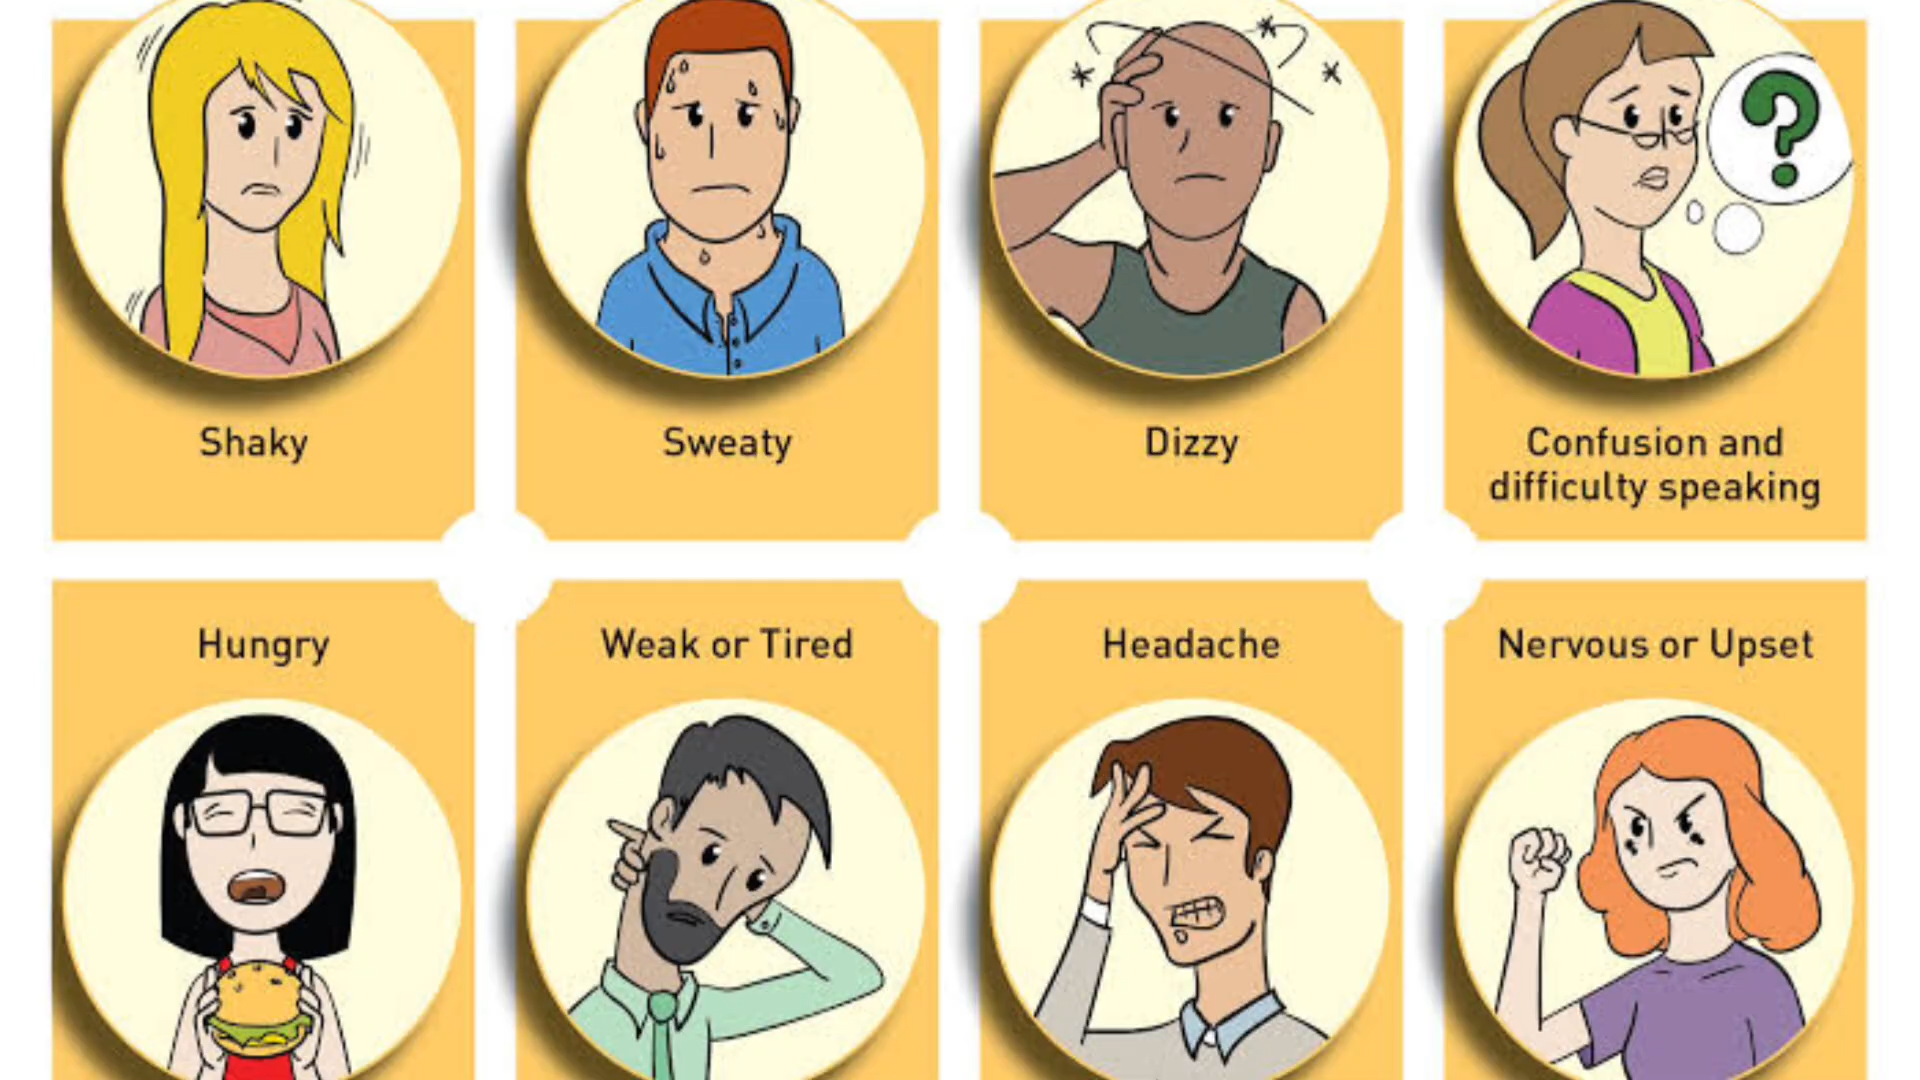 Shaky
Sweaty
Dizzy
Confusion and
difficulty speaking
Hungry
Weak or Tired
Headache
Nervous or Upset